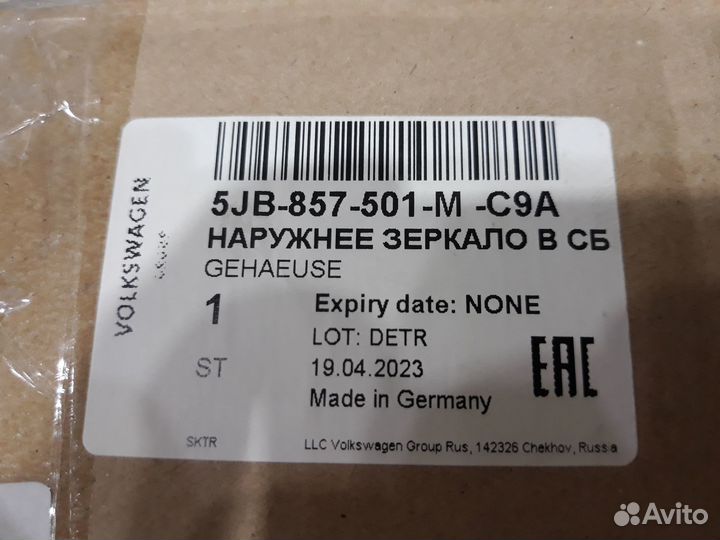 VOLKSWAGEN
5JB-857-501-M -C9A
НАРУЖНЕЕ ЗЕРКАЛО В СБ
GEHAEUSE
1 Expiry date: NONE
LOT: DETR
ST 19.04.2023
Made in Germany
EAC
SKTR LLC Volkswagen Group Rus, 142326 Chekhov, Russia
Avito